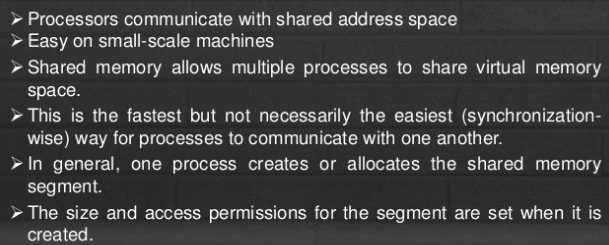 ➢ Processors communicate with shared address space
➢ Easy on small-scale machines
➢ Shared memory allows multiple processes to share virtual memory
space.
➢ This is the fastest but not necessarily the easiest (synchronization-
wise) way for processes to communicate with one another.
➢ In general, one process creates or allocates the shared memory
segment.
➢ The size and access permissions for the segment are set when it is
created.